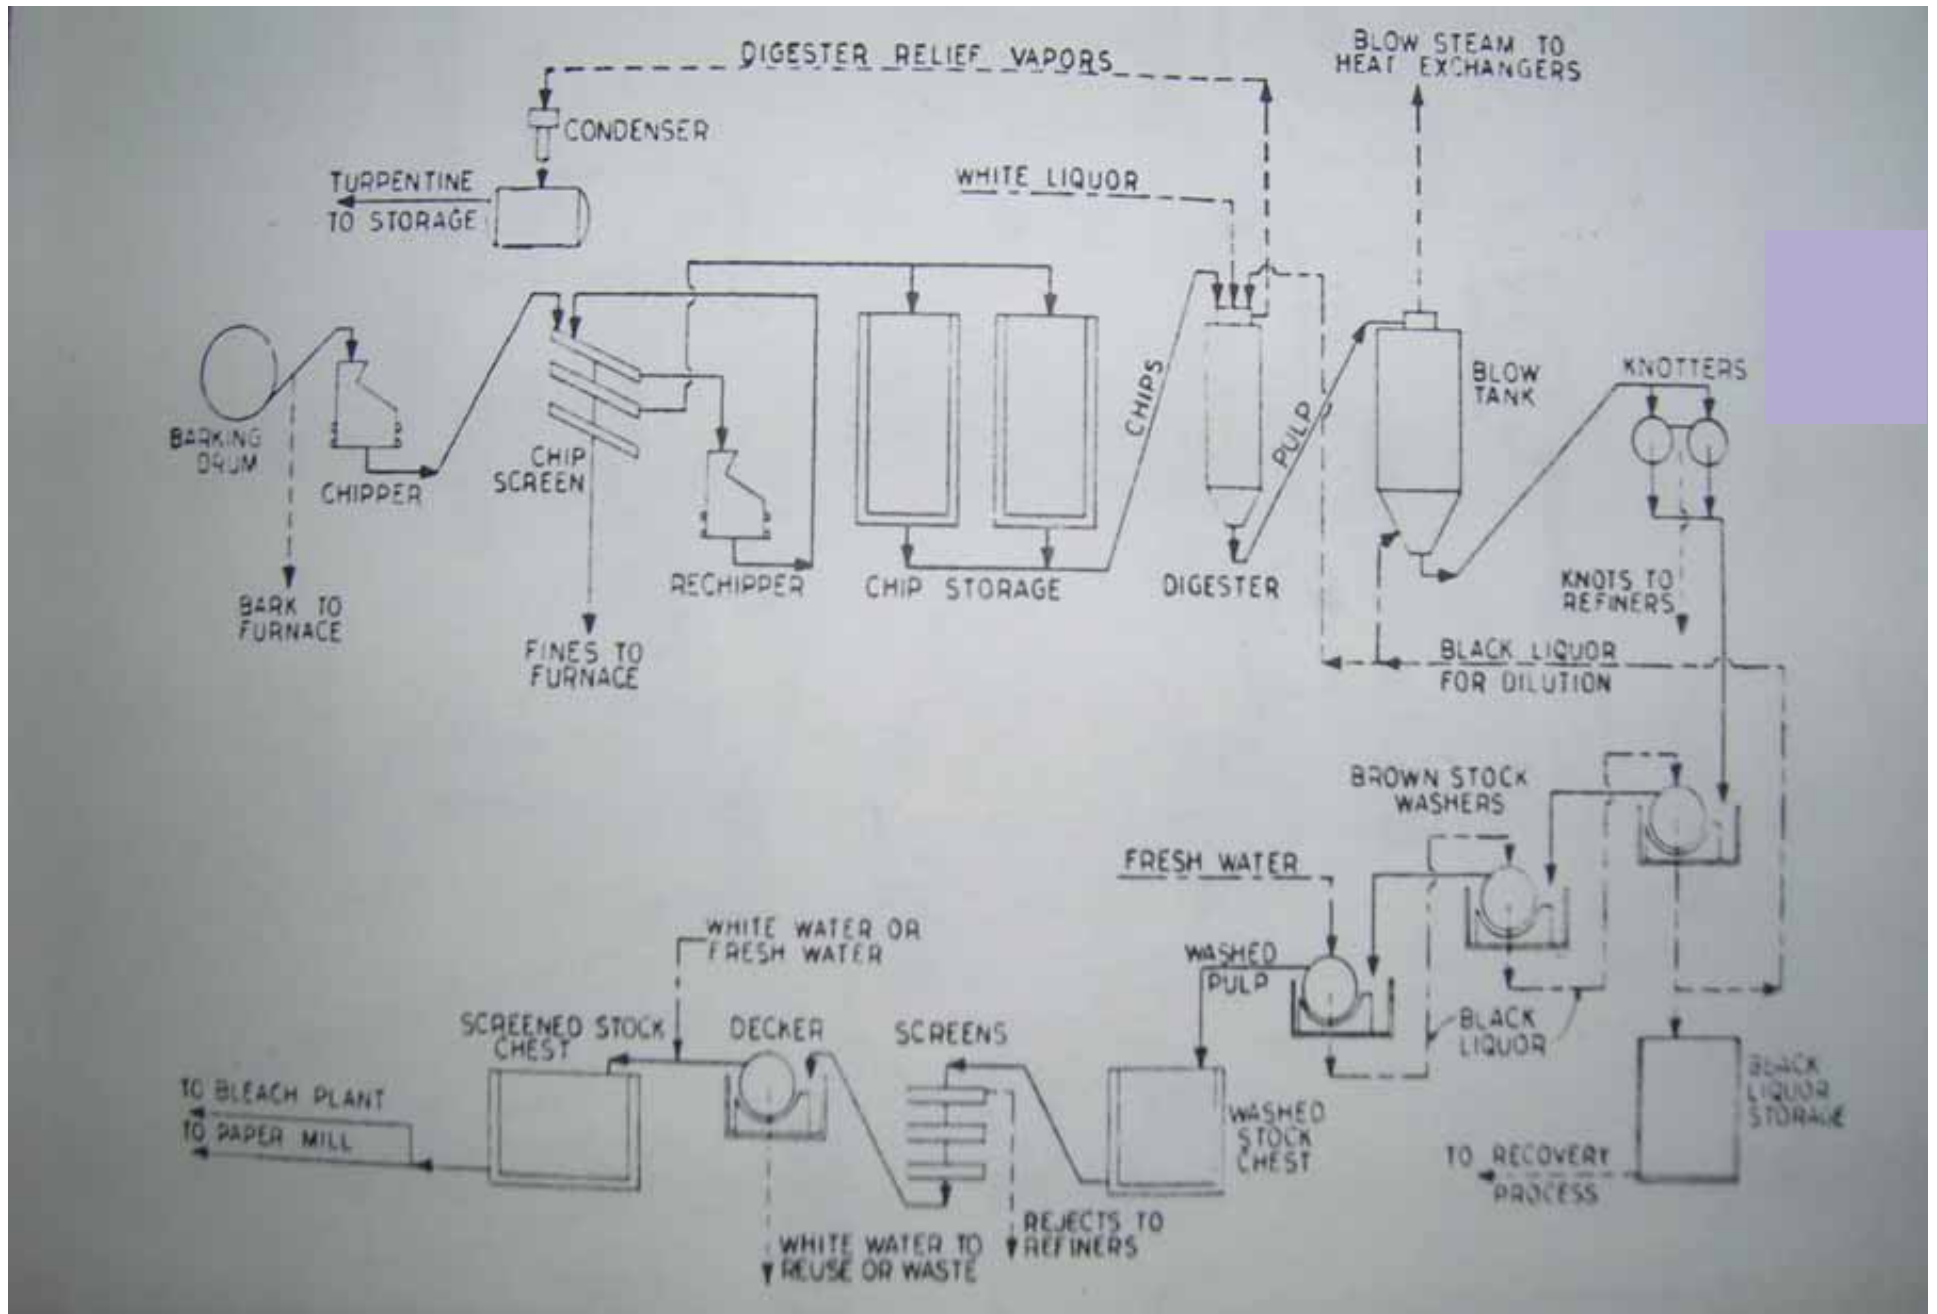 DIGESTER RELIEF VAPORS
BLOW STEAM TO
HEAT EXCHANGERS
CONDENSER
TURPENTINE
TO STORAGE
WHITE LIQUOR
BARKING
DRUM
CHIPPER
CHIP
SCREEN
RECHIPPER
CHIP STORAGE
CHIPS
DIGESTER
PULP
BLOW
TANK
KNOTTERS
BARK TO
FURNACE
FINES TO
FURNACE
KNOTS TO
REFINERS
BLACK LIQUOR
FOR DILUTION
BROWN STOCK
WASHERS
FRESH WATER
WASHED
PULP
BLACK
LIQUOR
WHITE WATER OR
FRESH WATER
SCREENED STOCK
CHEST
DECKER
SCREENS
WASHED
STOCK
CHEST
BLACK
LIQUOR
STORAGE
TO BLEACH PLANT
TO PAPER MILL
TO RECOVERY
PROCESS
REJECTS TO
REFINERS
WHITE WATER TO
REUSE OR WASTE